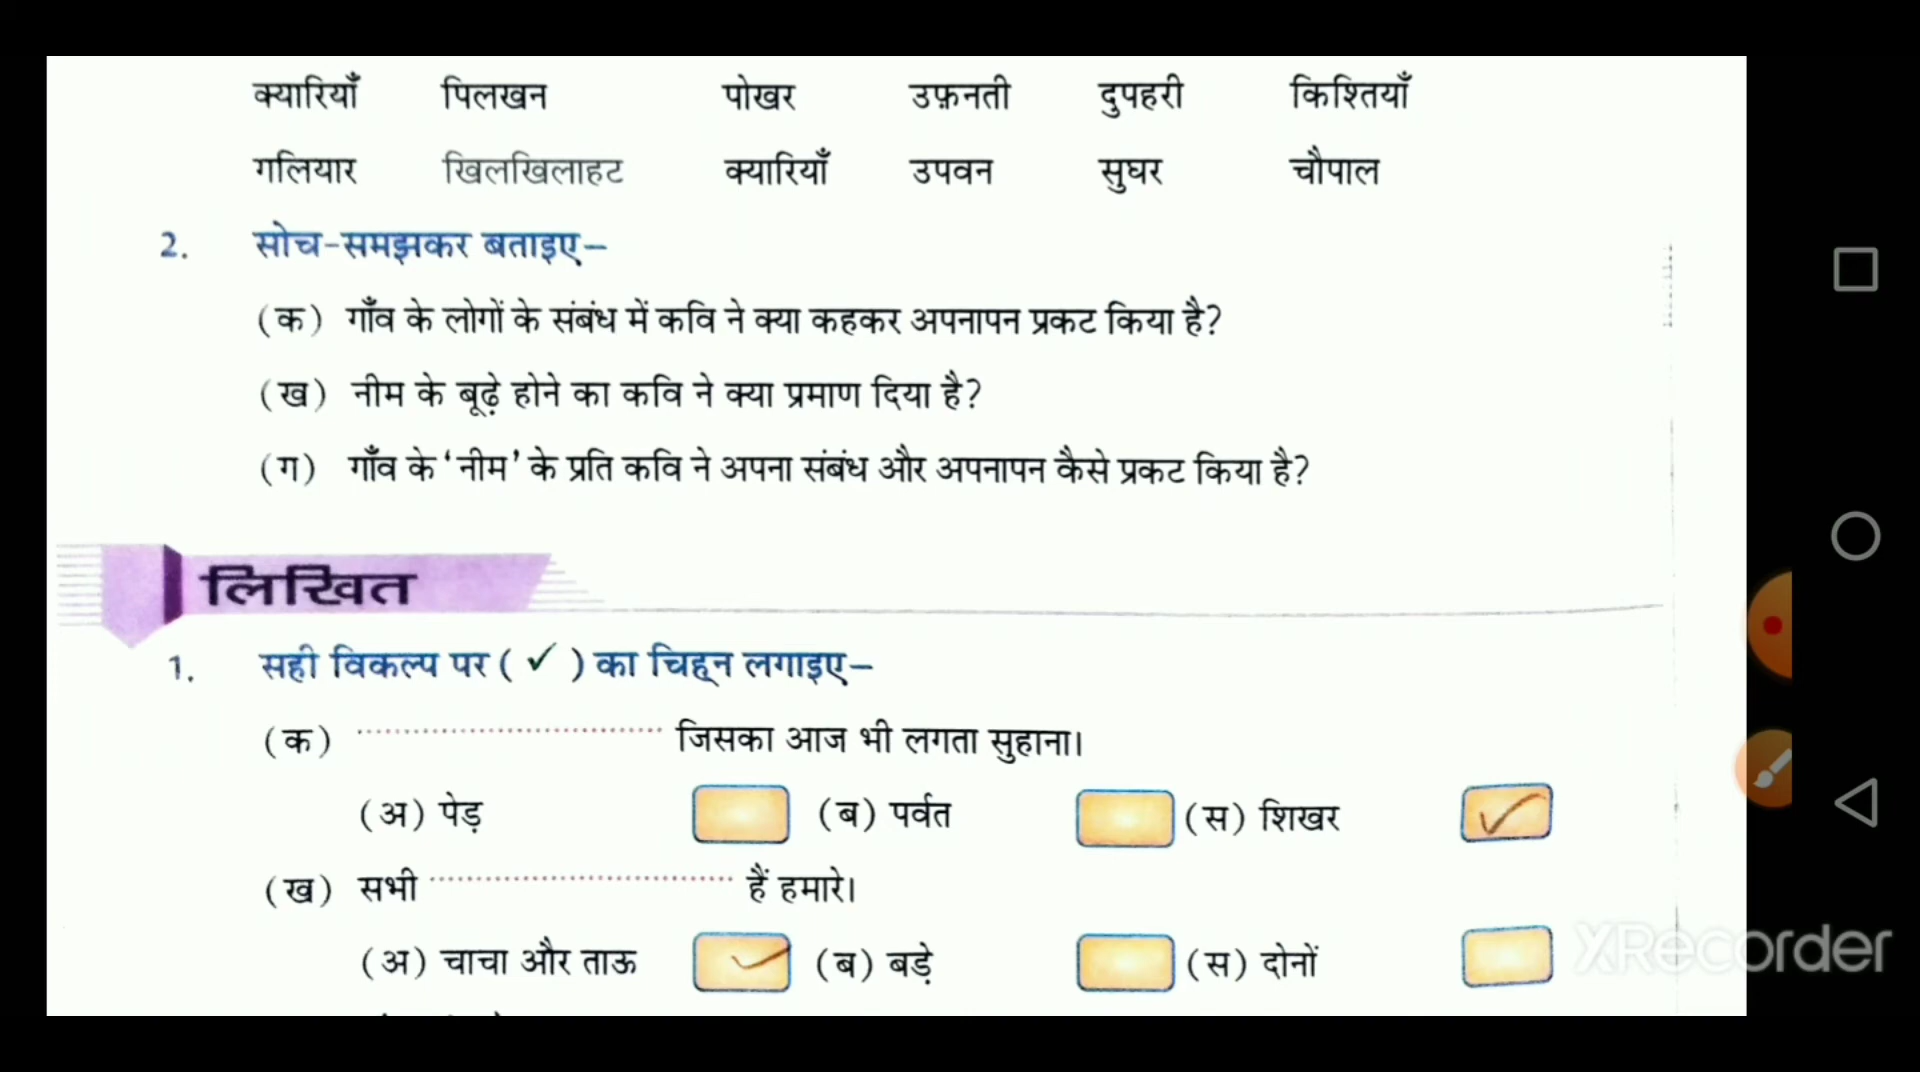 क्यारियाँ पिलखन पोखर उफ़नती दुपहरी किश्तियाँ
गलियार खिलखिलाहट क्यारियाँ उपवन सुघर चौपाल
2. सोच-समझकर बताइए–
(क) गाँव के लोगों के संबंध में कवि ने क्या कहकर अपनापन प्रकट किया है?
(ख) नीम के बूढ़े होने का कवि ने क्या प्रमाण दिया है?
(ग) गाँव के ‘नीम’ के प्रति कवि ने अपना संबंध और अपनापन कैसे प्रकट किया है?
लिखित
1. सही विकल्प पर ( ✓ ) का चिह्न लगाइए–
(क) ................................ जिसका आज भी लगता सुहाना।
(अ) पेड़ (ब) पर्वत (स) शिखर ✓
(ख) सभी ................................ हैं हमारे।
(अ) चाचा और ताऊ ✓ (ब) बड़े (स) दोनों
XRecorder